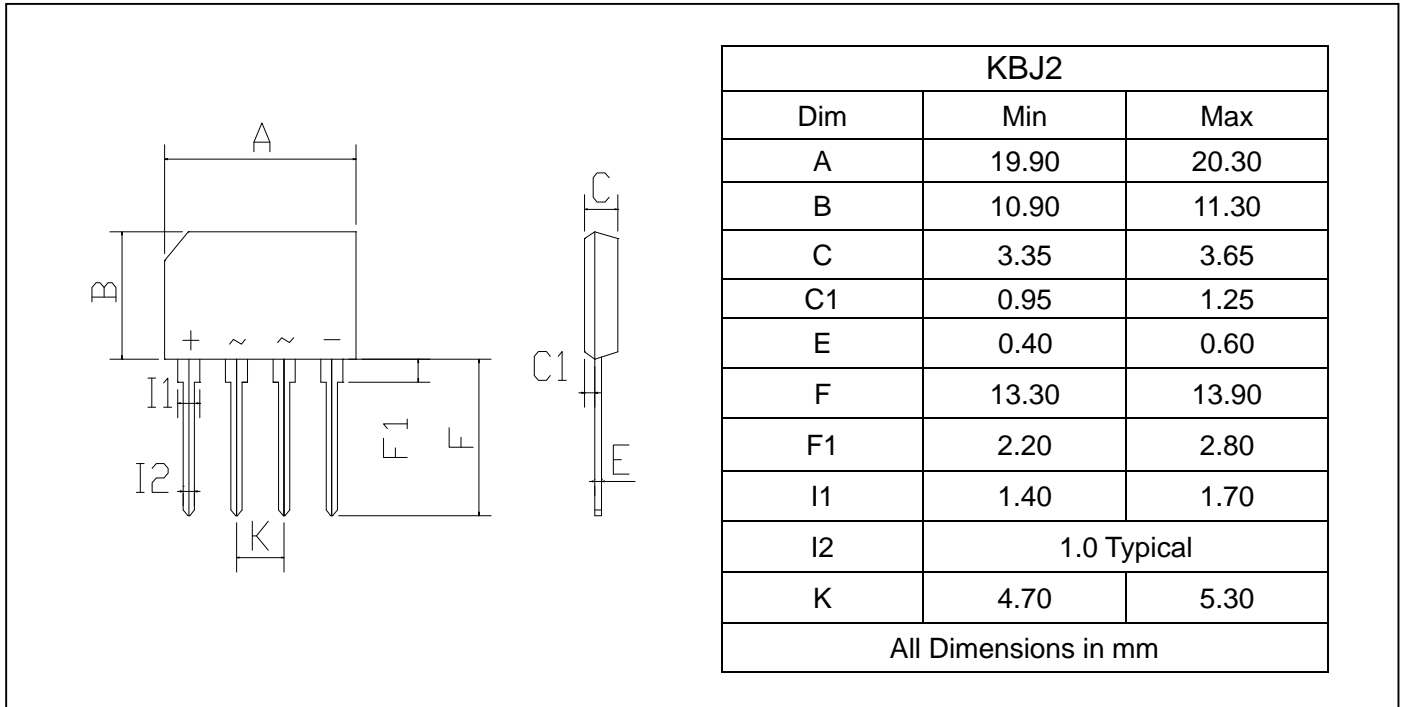 A
B
+ ~ ~ -
I1
I2
K
F1
F
C
C1
E
KBJ2
Dim Min Max
A 19.90 20.30
B 10.90 11.30
C 3.35 3.65
C1 0.95 1.25
E 0.40 0.60
F 13.30 13.90
F1 2.20 2.80
I1 1.40 1.70
I2 1.0 Typical
K 4.70 5.30
All Dimensions in mm